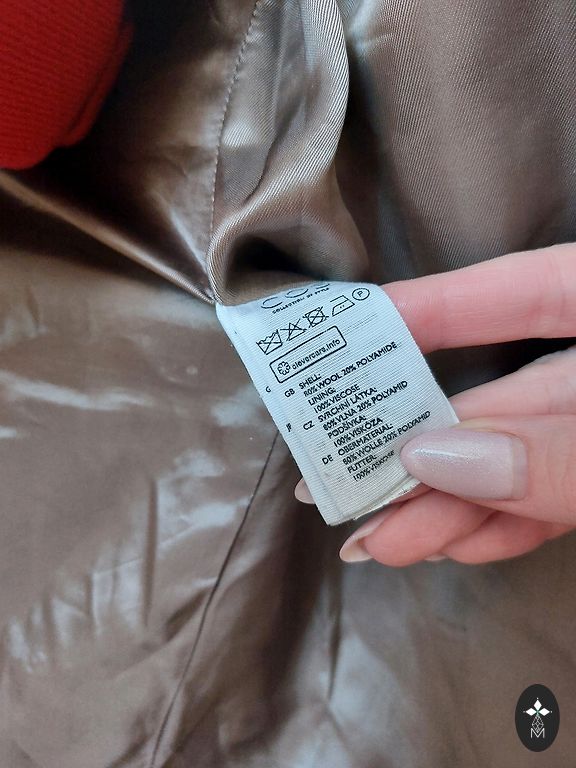 COS
clevercare.info
GB SHELL:
80% WOOL 20% POLYAMIDE
LINING:
100% VISCOSE
CZ SVRCHNÍ LÁTKA:
80% VLNA 20% POLYAMID
PODŠÍVKA:
100% VISKÓZA
DE OBERMATERIAL:
80% WOLLE 20% POLYAMID
FUTTER:
100% VISKOSE
M